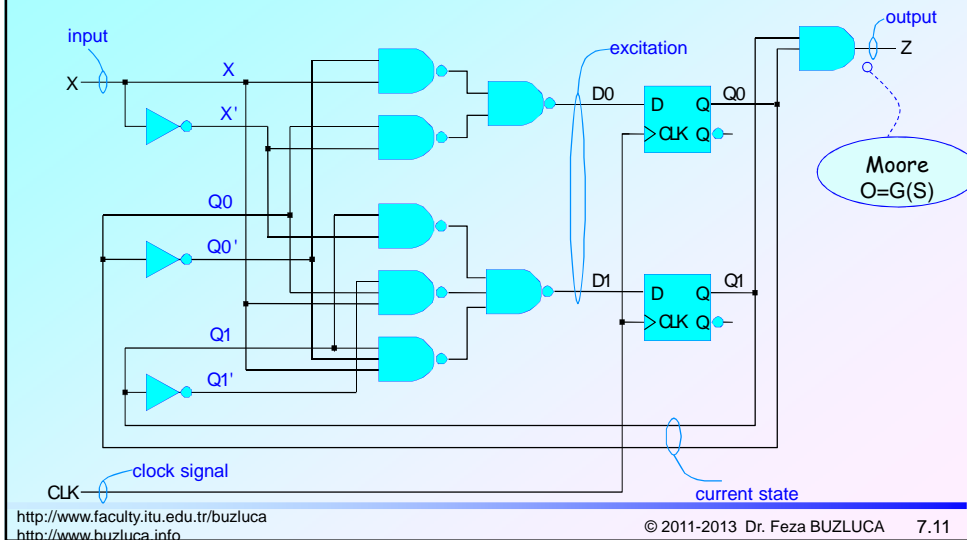 input
output
X
X
excitation
Z
D0
D
Q
Q0
X'
CLK
Q
Moore
O=G(S)
Q0
Q0'
D1
D
Q
Q1
CLK
Q
Q1
Q1'
clock signal
CLK
current state
http://www.faculty.itu.edu.tr/buzluca
http://www.buzluca.info
© 2011-2013 Dr. Feza BUZLUCA 7.11